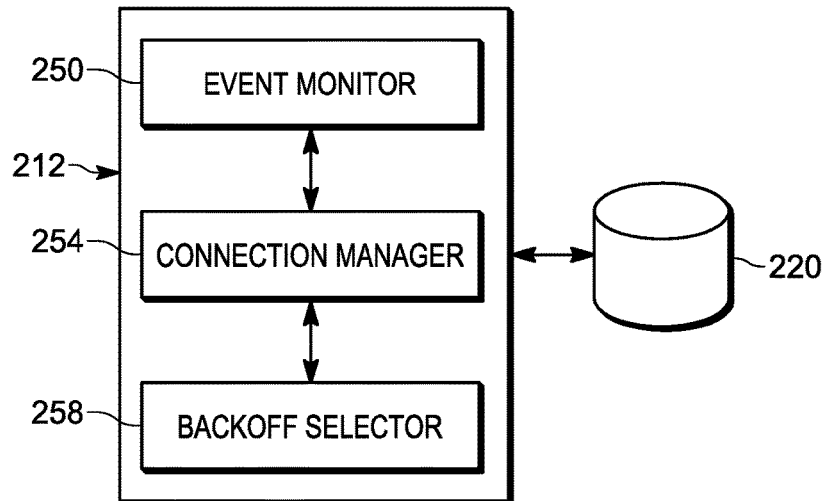 250
EVENT MONITOR
212
254
CONNECTION MANAGER
220
258
BACKOFF SELECTOR